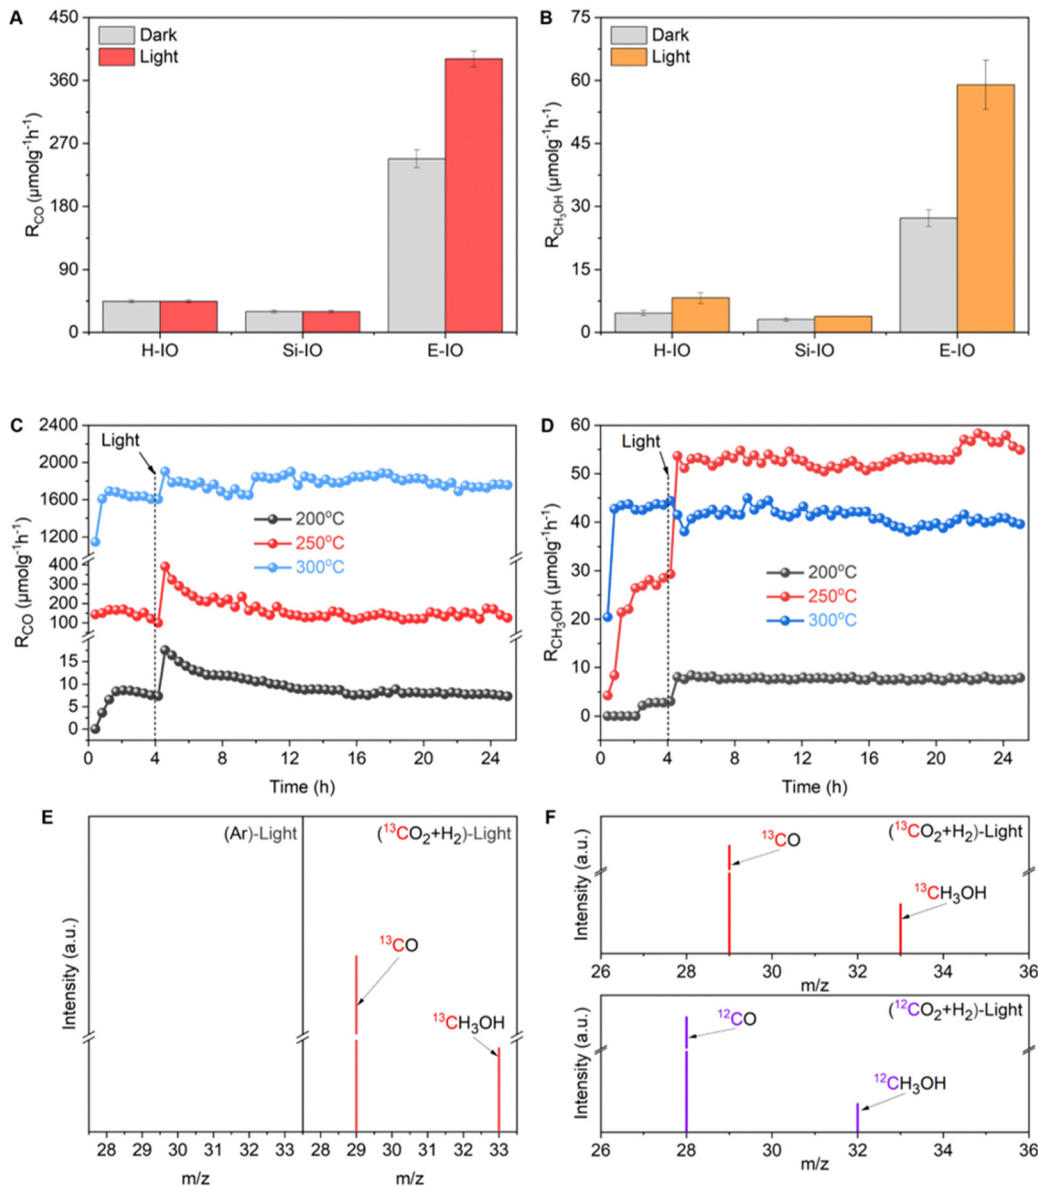 A
Dark
Light
R_CO (μmolg⁻¹h⁻¹)
450
360
270
180
90
0
H-IO Si-IO E-IO
B
Dark
Light
R_CH₃OH (μmolg⁻¹h⁻¹)
75
60
45
30
15
0
H-IO Si-IO E-IO
C
Light
R_CO (μmolg⁻¹h⁻¹)
2400
2000
1600
1200
400
300
200
100
15
10
5
0
200°C
250°C
300°C
0 4 8 12 16 20 24
Time (h)
D
Light
R_CH₃OH (μmolg⁻¹h⁻¹)
60
50
40
30
20
10
0
200°C
250°C
300°C
0 4 8 12 16 20 24
Time (h)
E
(Ar)-Light
(¹³CO₂+H₂)-Light
Intensity (a.u.)
¹³CO
¹³CH₃OH
28 29 30 31 32 33 28 29 30 31 32 33
m/z m/z
F
(¹³CO₂+H₂)-Light
Intensity (a.u.)
¹³CO
¹³CH₃OH
26 28 30 32 34 36
m/z
(¹²CO₂+H₂)-Light
Intensity (a.u.)
¹²CO
¹²CH₃OH
26 28 30 32 34 36
m/z